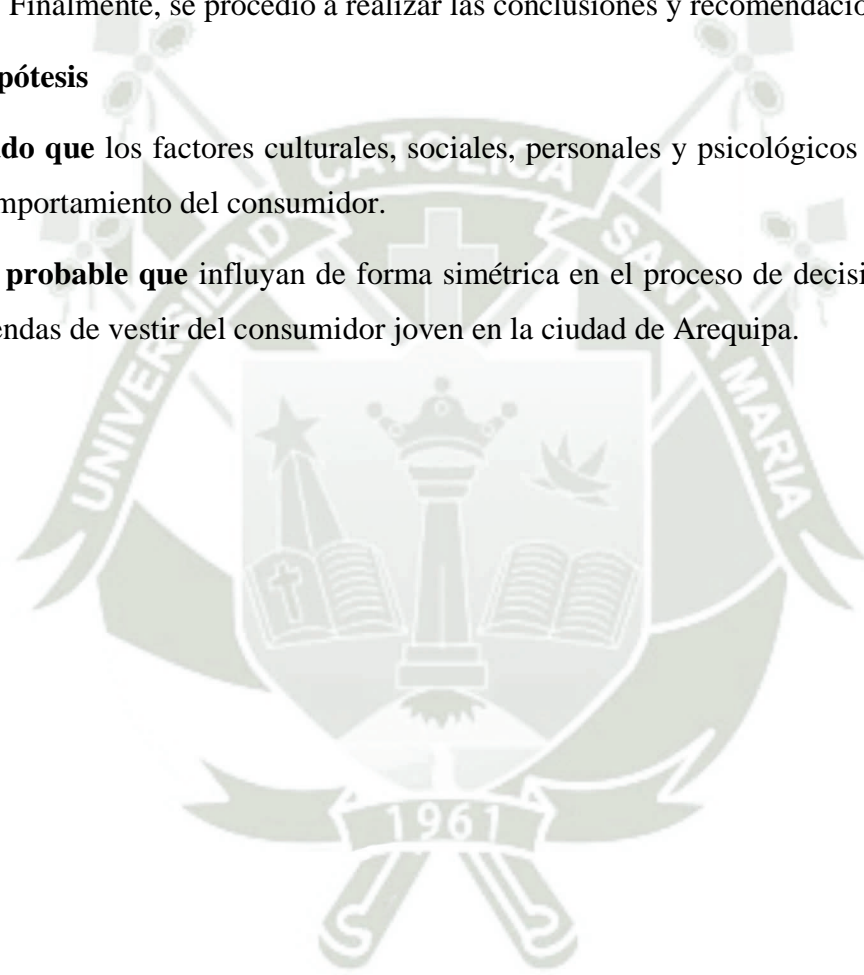 Finalmente, se procedió a realizar las conclusiones y recomendacio
pótesis
do que los factores culturales, sociales, personales y psicológicos
mportamiento del consumidor.
probable que influyan de forma simétrica en el proceso de decisi
endas de vestir del consumidor joven en la ciudad de Arequipa.
UNIVERSIDAD CATOLICA SANTA MARIA
1961